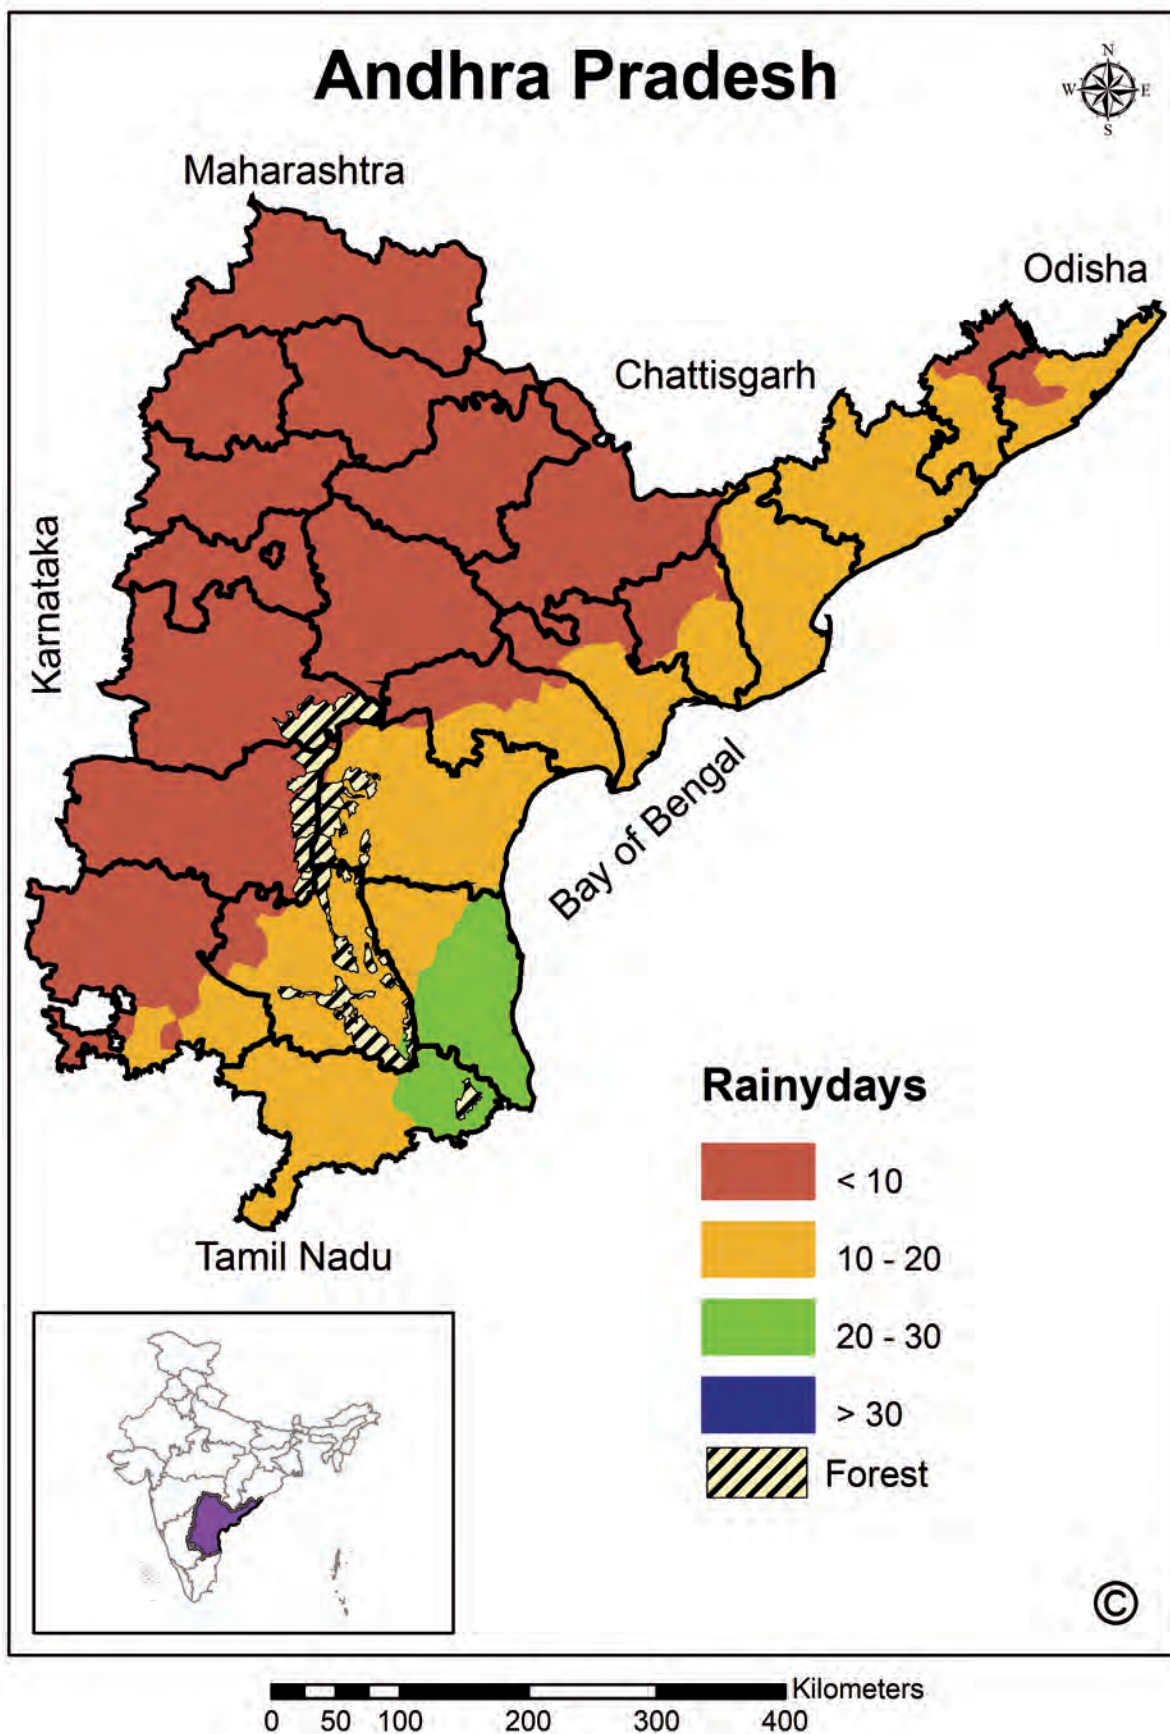 Andhra Pradesh
N
W E
S
Maharashtra
Odisha
Chattisgarh
Karnataka
Bay of Bengal
Tamil Nadu
Rainydays
< 10
10 - 20
20 - 30
> 30
Forest
©
Kilometers
0 50 100 200 300 400